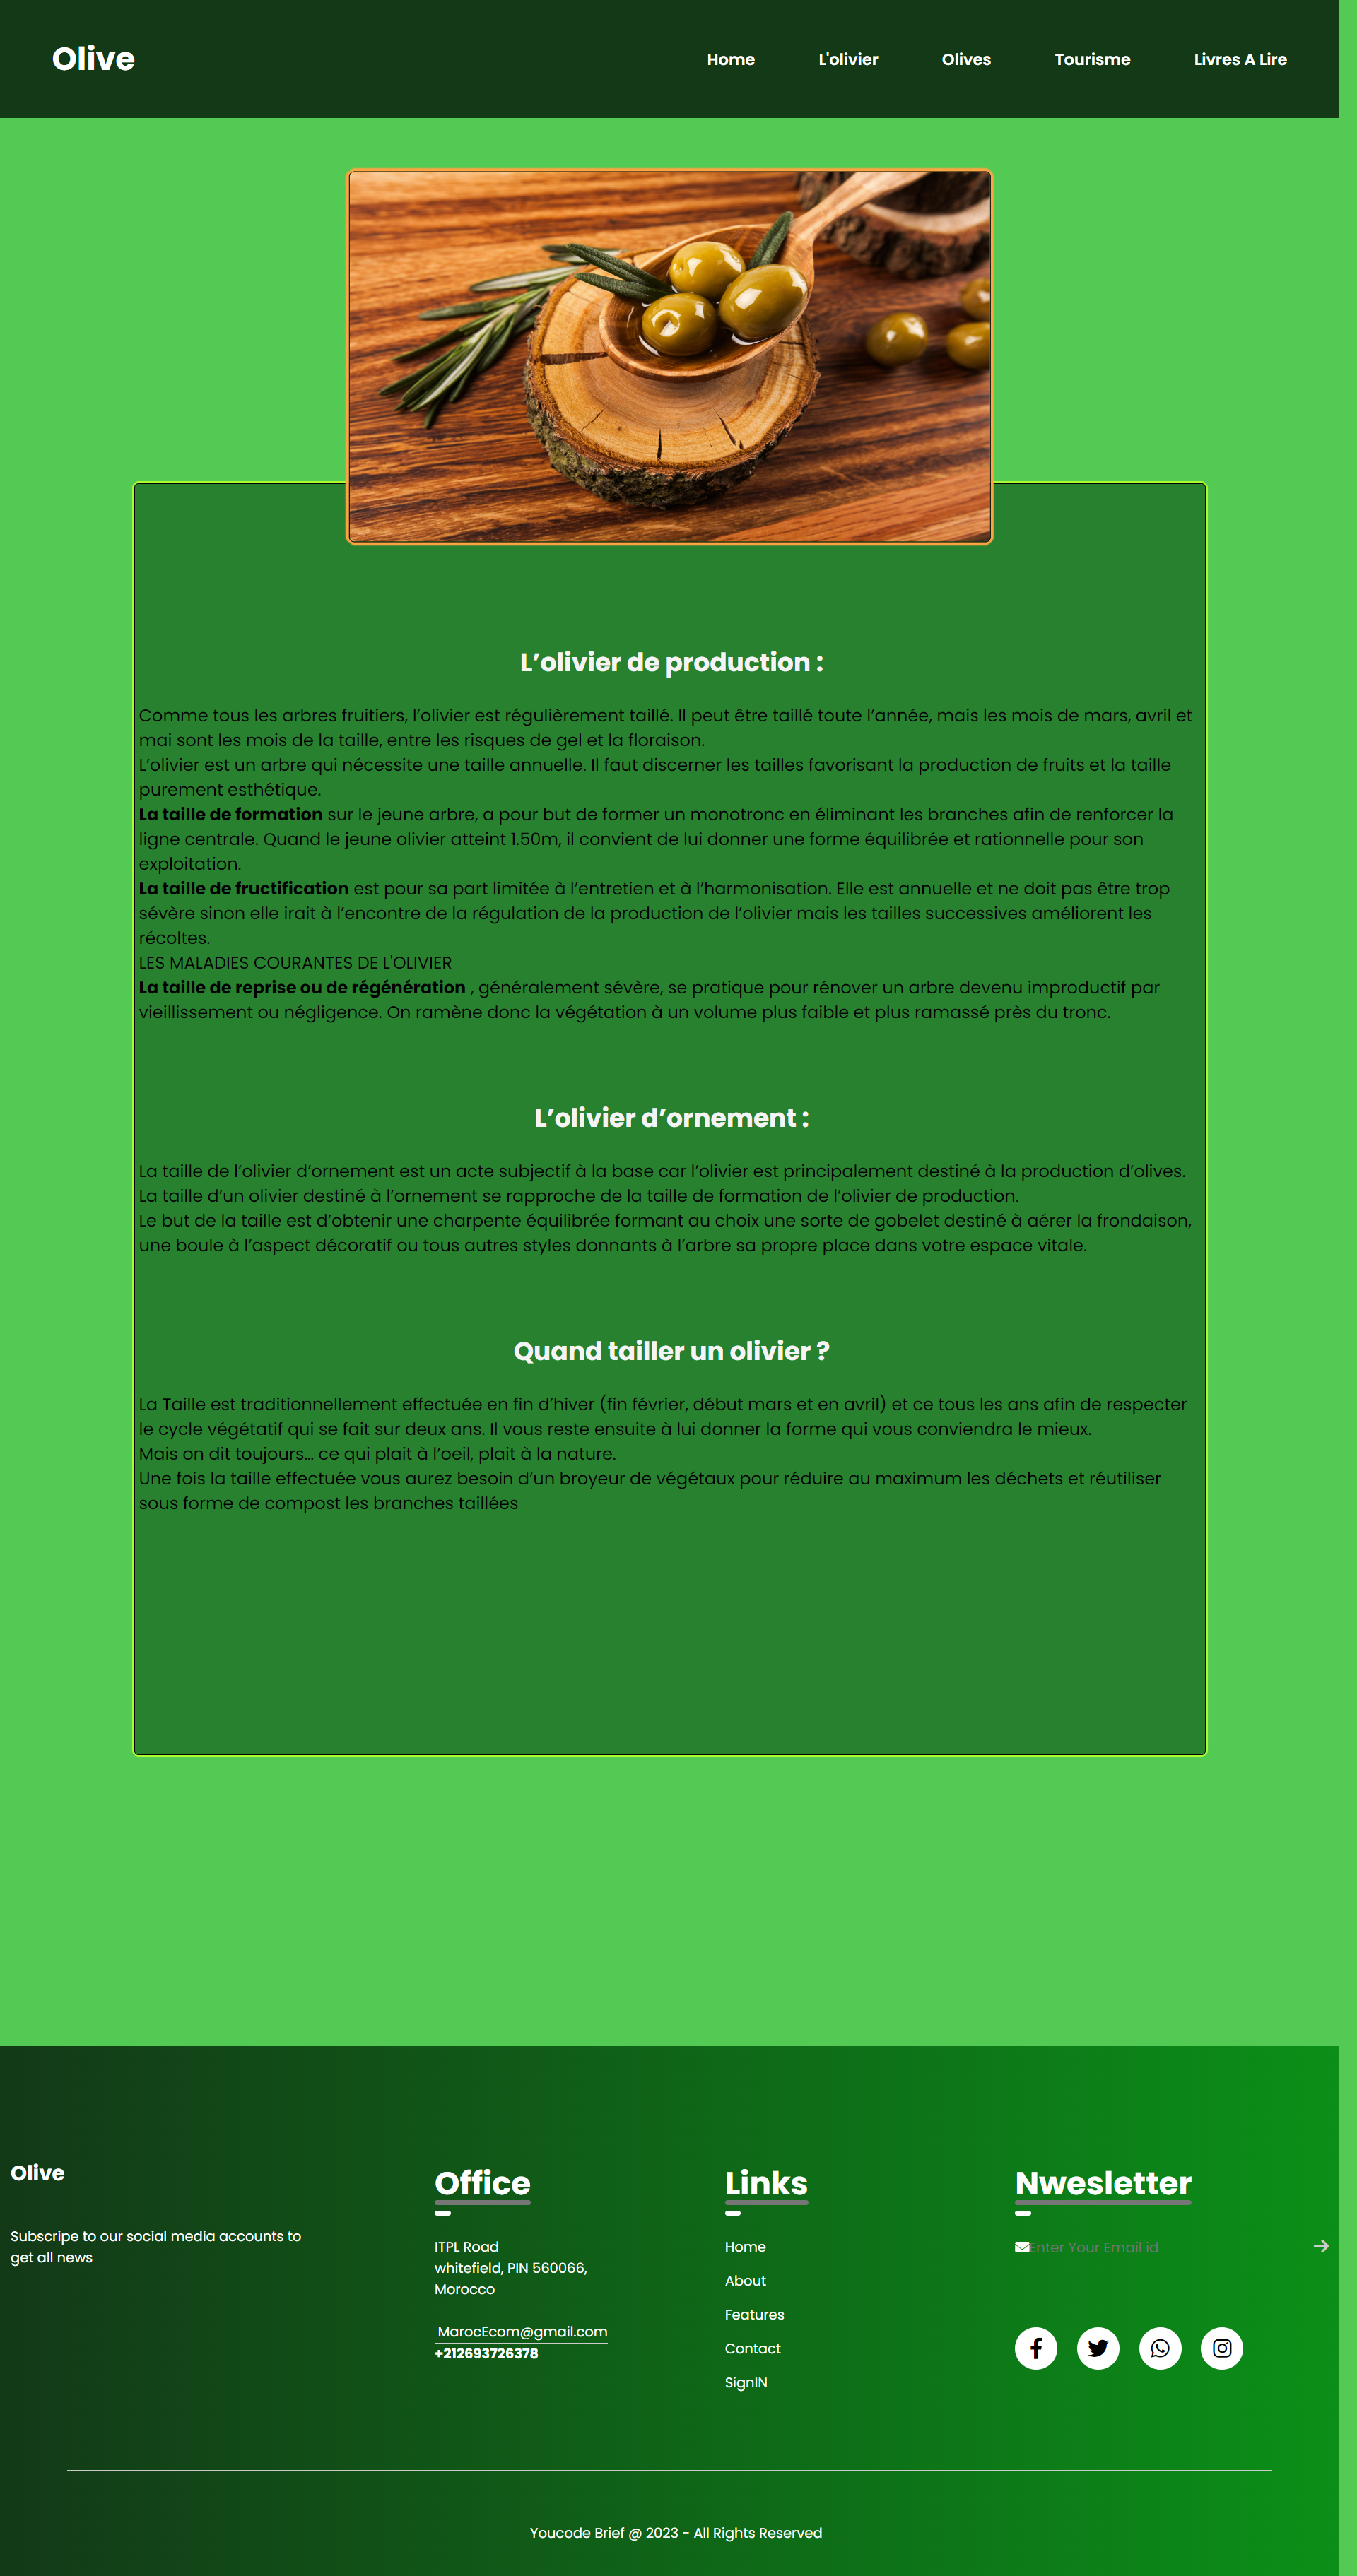 Olive
Home
L'olivier
Olives
Tourisme
Livres A Lire
L’olivier de production :
Comme tous les arbres fruitiers, l’olivier est régulièrement taillé. Il peut être taillé toute l’année, mais les mois de mars, avril et
mai sont les mois de la taille, entre les risques de gel et la floraison.
L’olivier est un arbre qui nécessite une taille annuelle. Il faut discerner les tailles favorisant la production de fruits et la taille
purement esthétique.
La taille de formation sur le jeune arbre, a pour but de former un monotronc en éliminant les branches afin de renforcer la
ligne centrale. Quand le jeune olivier atteint 1.50m, il convient de lui donner une forme équilibrée et rationnelle pour son
exploitation.
La taille de fructification est pour sa part limitée à l’entretien et à l’harmonisation. Elle est annuelle et ne doit pas être trop
sévère sinon elle irait à l’encontre de la régulation de la production de l’olivier mais les tailles successives améliorent les
récoltes.
LES MALADIES COURANTES DE L'OLIVIER
La taille de reprise ou de régénération , généralement sévère, se pratique pour rénover un arbre devenu improductif par
vieillissement ou négligence. On ramène donc la végétation à un volume plus faible et plus ramassé près du tronc.
L’olivier d’ornement :
La taille de l’olivier d’ornement est un acte subjectif à la base car l’olivier est principalement destiné à la production d’olives.
La taille d’un olivier destiné à l’ornement se rapproche de la taille de formation de l’olivier de production.
Le but de la taille est d’obtenir une charpente équilibrée formant au choix une sorte de gobelet destiné à aérer la frondaison,
une boule à l’aspect décoratif ou tous autres styles donnants à l’arbre sa propre place dans votre espace vitale.
Quand tailler un olivier ?
La Taille est traditionnellement effectuée en fin d’hiver (fin février, début mars et en avril) et ce tous les ans afin de respecter
le cycle végétatif qui se fait sur deux ans. Il vous reste ensuite à lui donner la forme qui vous conviendra le mieux.
Mais on dit toujours… ce qui plait à l’oeil, plait à la nature.
Une fois la taille effectuée vous aurez besoin d’un broyeur de végétaux pour réduire au maximum les déchets et réutiliser
sous forme de compost les branches taillées
Olive
Subscripe to our social media accounts to
get all news
Office
ITPL Road
whitefield, PIN 560066,
Morocco
MarocEcom@gmail.com
+212693726378
Links
Home
About
Features
Contact
SignIN
Nwesletter
Enter Your Email id
Youcode Brief @ 2023 - All Rights Reserved